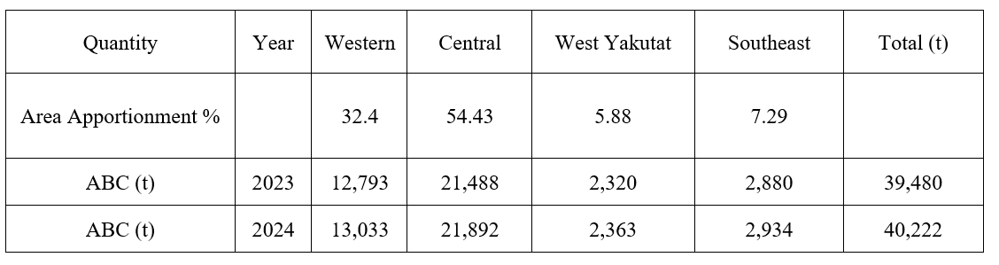 Quantity Year Western Central West Yakutat Southeast Total (t)
Area Apportionment % 32.4 54.43 5.88 7.29
ABC (t) 2023 12,793 21,488 2,320 2,880 39,480
ABC (t) 2024 13,033 21,892 2,363 2,934 40,222